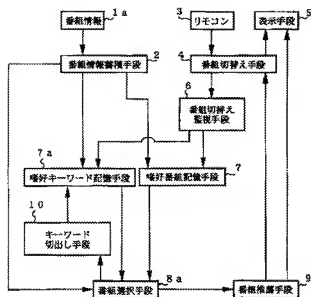 番組情報
1a
リモコン
3
表示手段
5
番組情報蓄積手段
2
番組切替え手段
4
番組切替え
監視手段
6
7a
嗜好キーワード記憶手段
嗜好番組記憶手段
7
10
キーワード
切出し手段
番組選択手段
8a
番組推薦手段
9